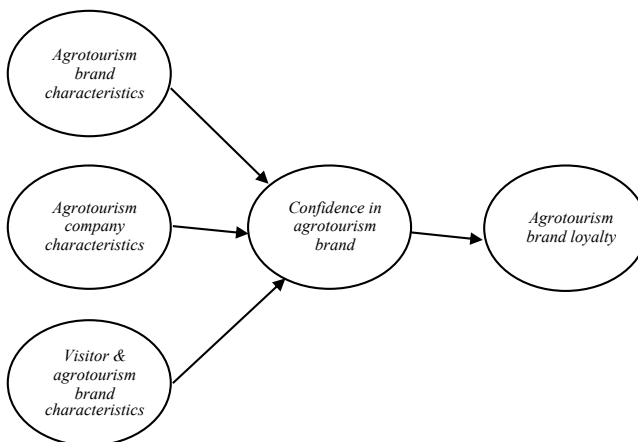 Agrotourism
brand
characteristics
Agrotourism
company
characteristics
Visitor &
agrotourism
brand
characteristics
Confidence in
agrotourism
brand
Agrotourism
brand loyalty